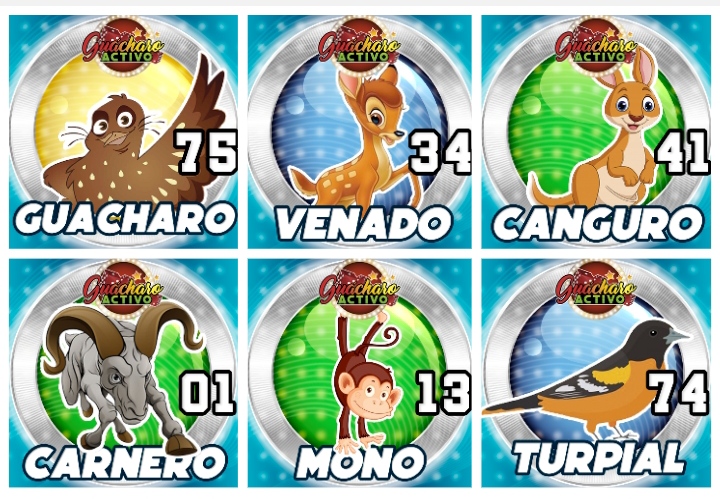 Guacharo
ACTIVO
75
GUACHARO
Guacharo
ACTIVO
34
VENADO
Guacharo
ACTIVO
41
CANGURO
Guacharo
ACTIVO
01
CARNERO
Guacharo
ACTIVO
13
MONO
Guacharo
ACTIVO
74
TURPIAL